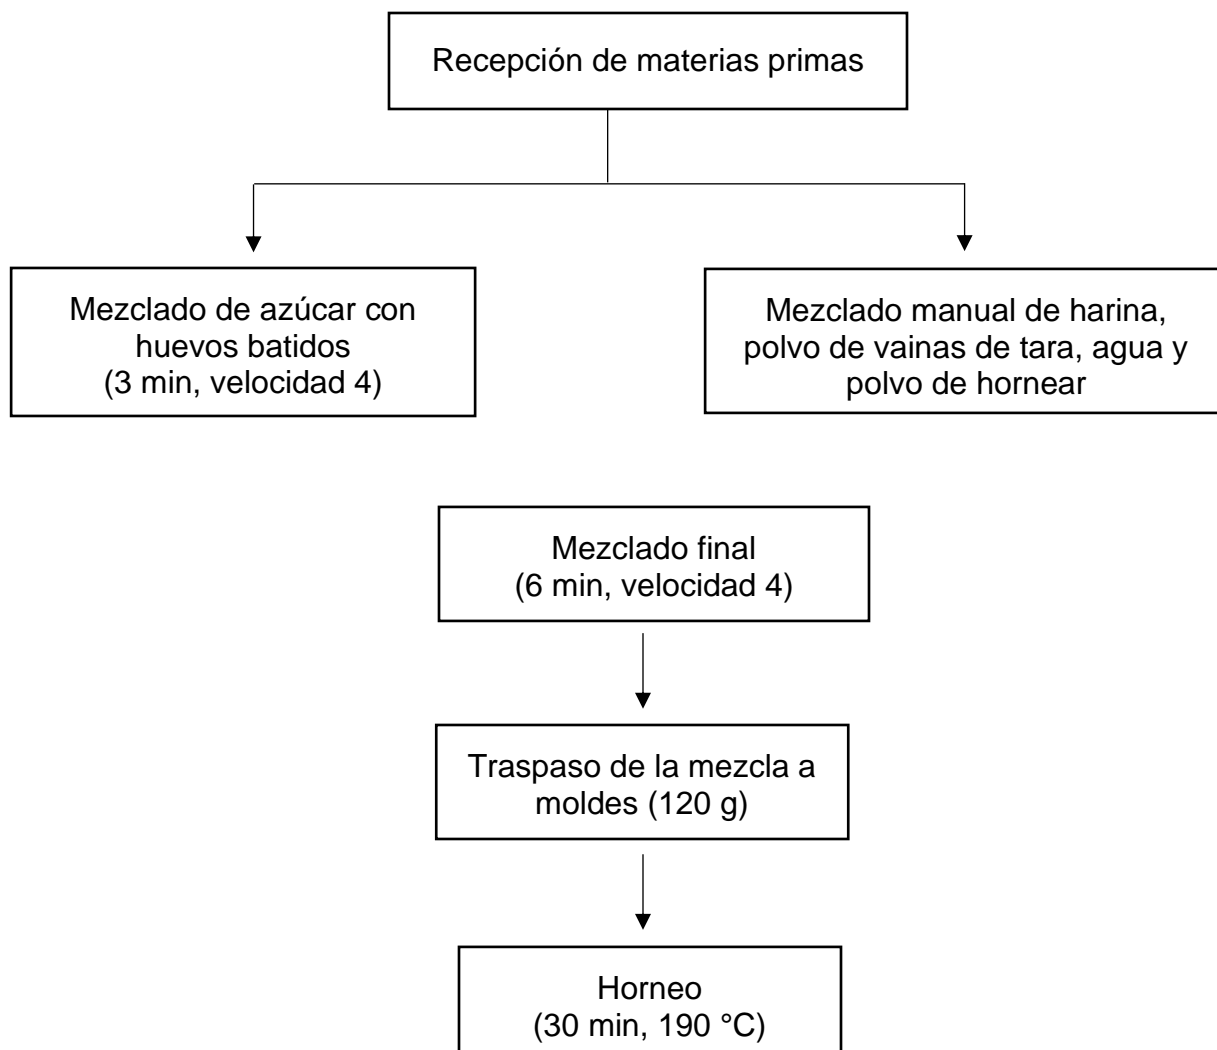 Recepción de materias primas
Mezclado de azúcar con
huevos batidos
(3 min, velocidad 4)
Mezclado manual de harina,
polvo de vainas de tara, agua y
polvo de hornear
Mezclado final
(6 min, velocidad 4)
Traspaso de la mezcla a
moldes (120 g)
Horneo
(30 min, 190 °C)